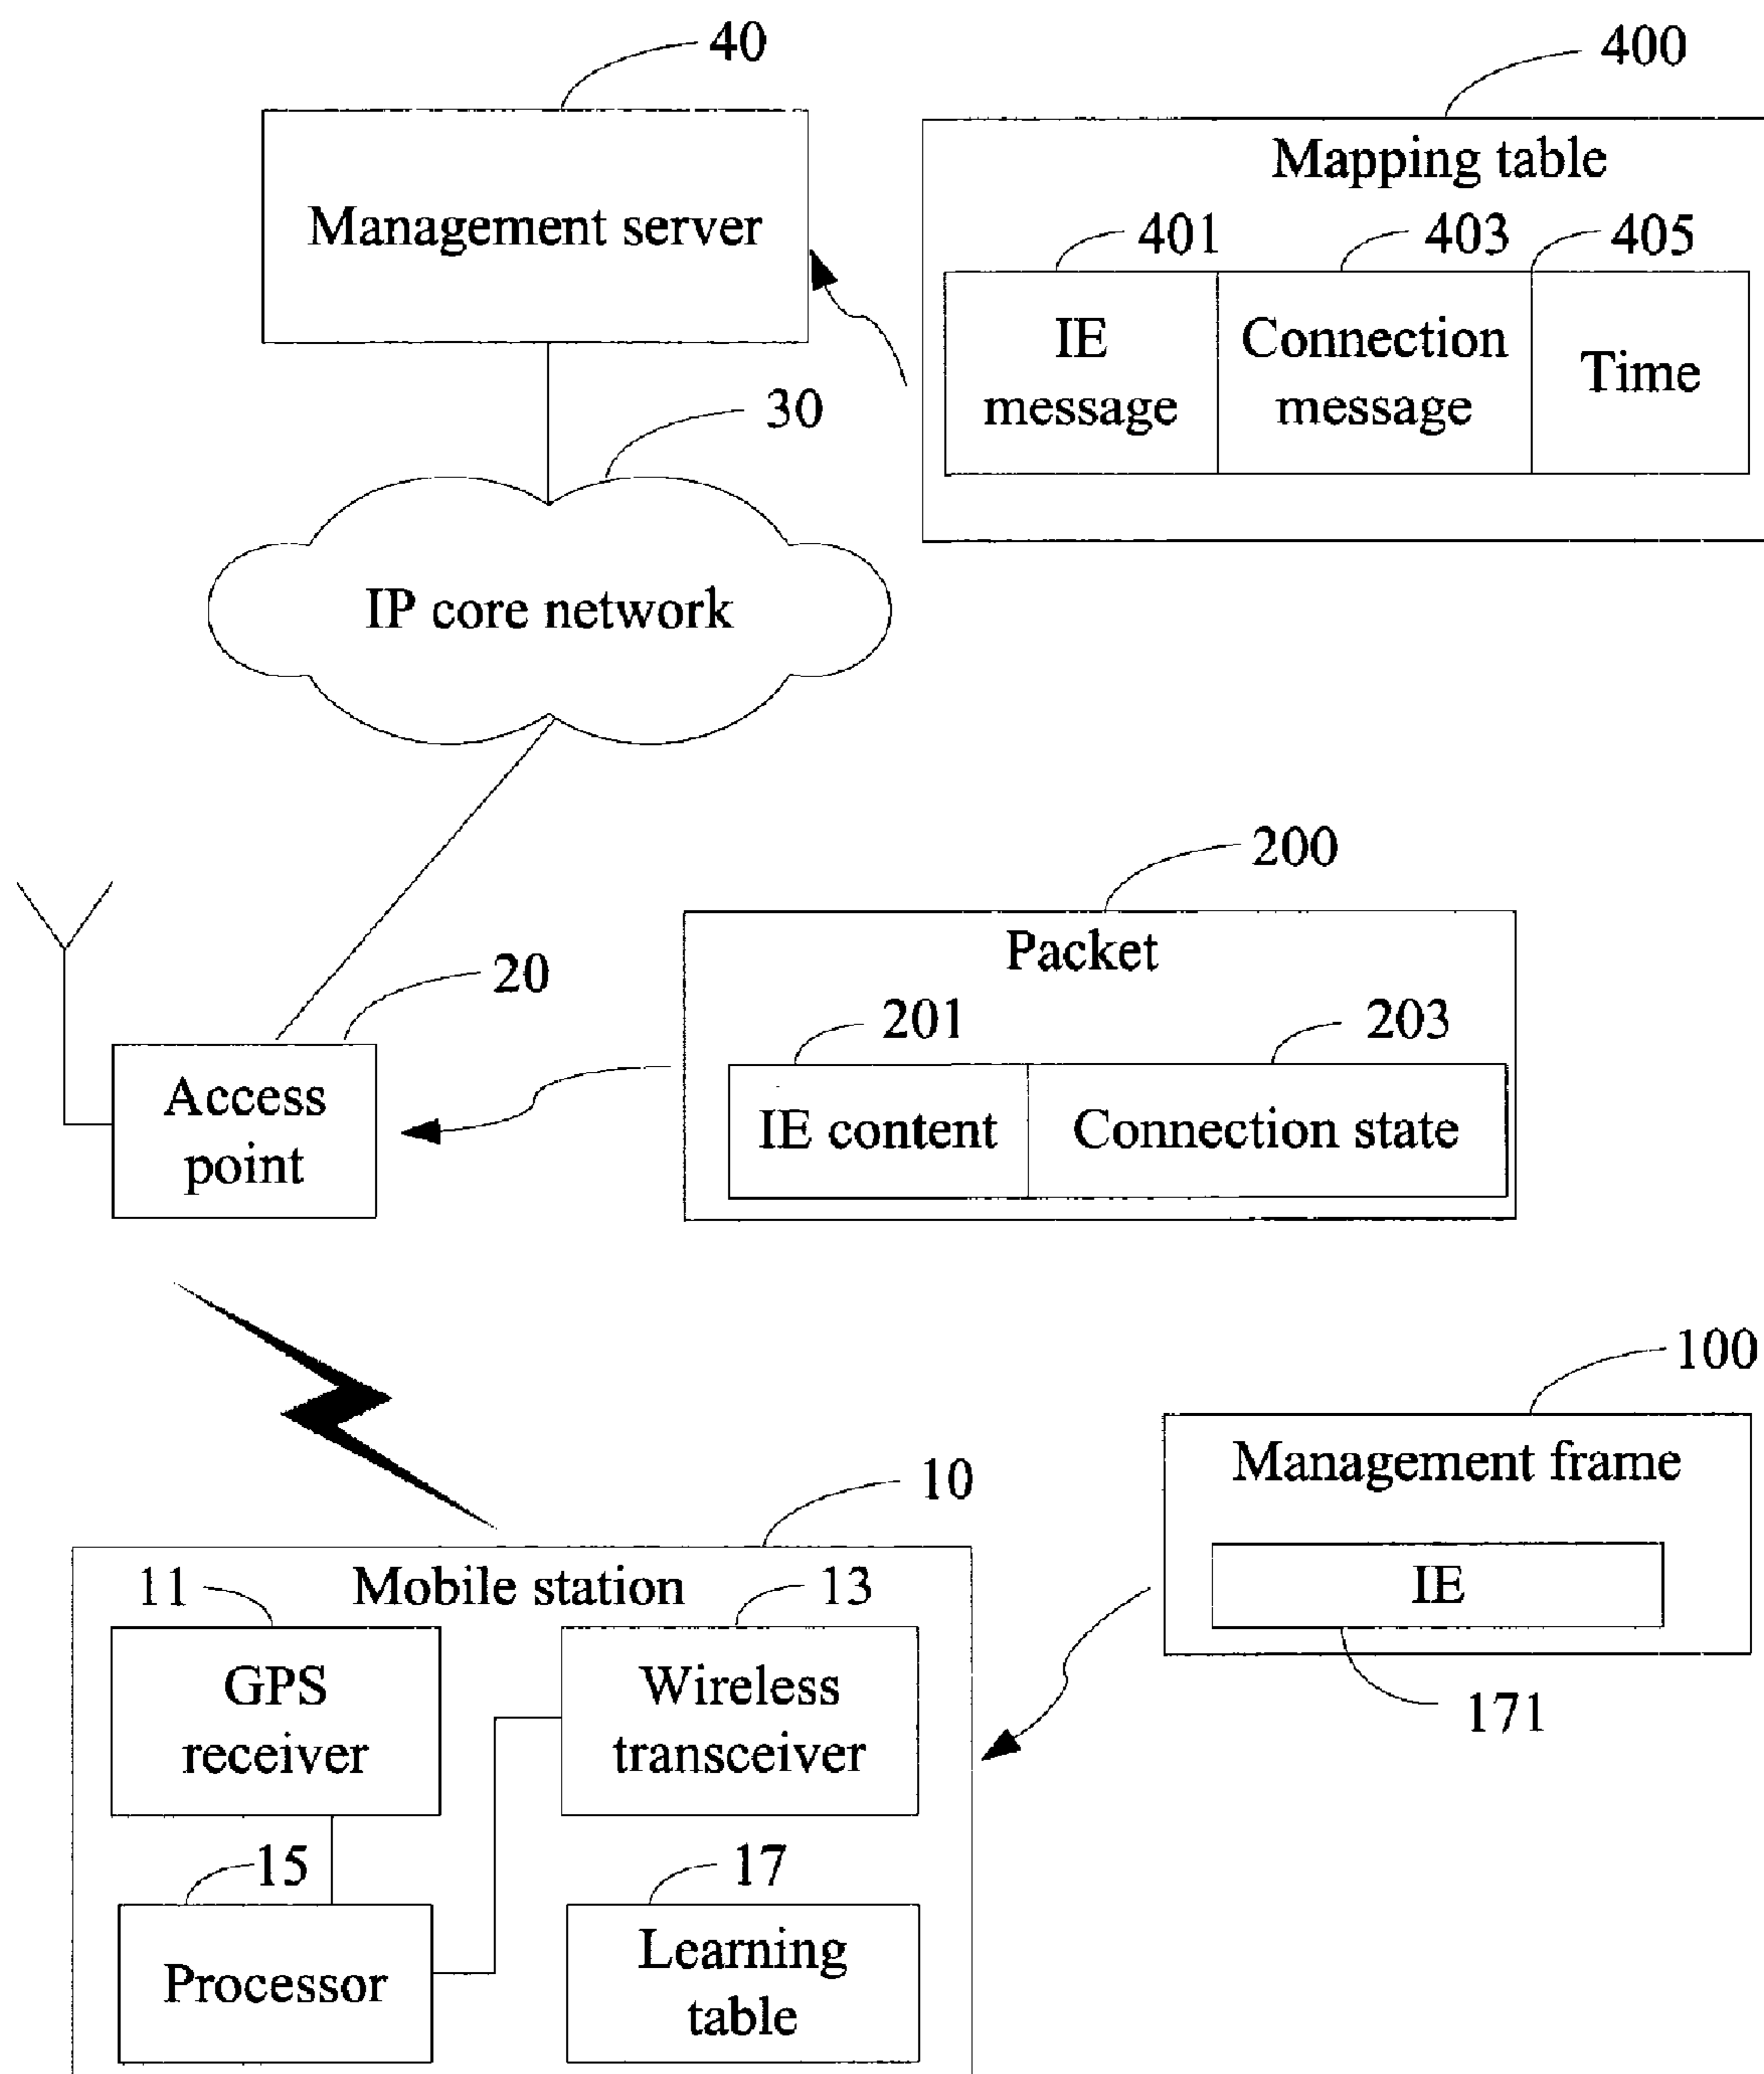 40
400
Management server
Mapping table
401
403
405
IE
message
Connection
message
Time
30
IP core network
200
Packet
20
201
203
Access
point
IE content
Connection state
100
Management frame
IE
171
10
Mobile station
11
13
GPS
receiver
Wireless
transceiver
15
17
Processor
Learning
table